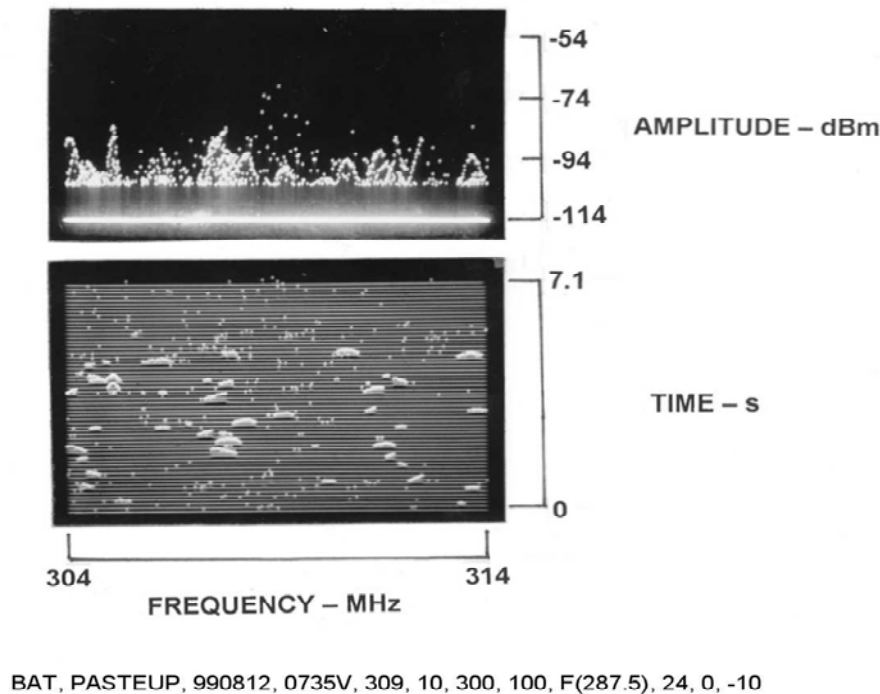 -54
-74
AMPLITUDE – dBm
-94
-114
7.1
TIME – s
0
304
314
FREQUENCY – MHz
BAT, PASTEUP, 990812, 0735V, 309, 10, 300, 100, F(287.5), 24, 0, -10